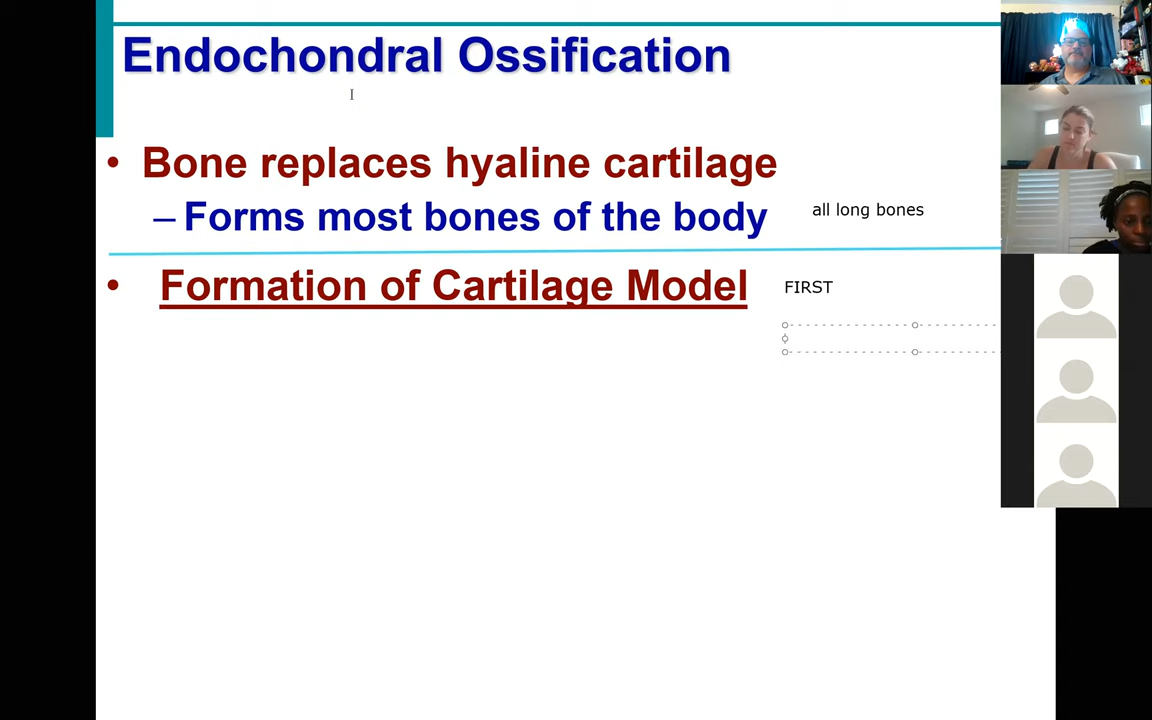 Endochondral Ossification
• Bone replaces hyaline cartilage
– Forms most bones of the body
all long bones
• Formation of Cartilage Model
FIRST